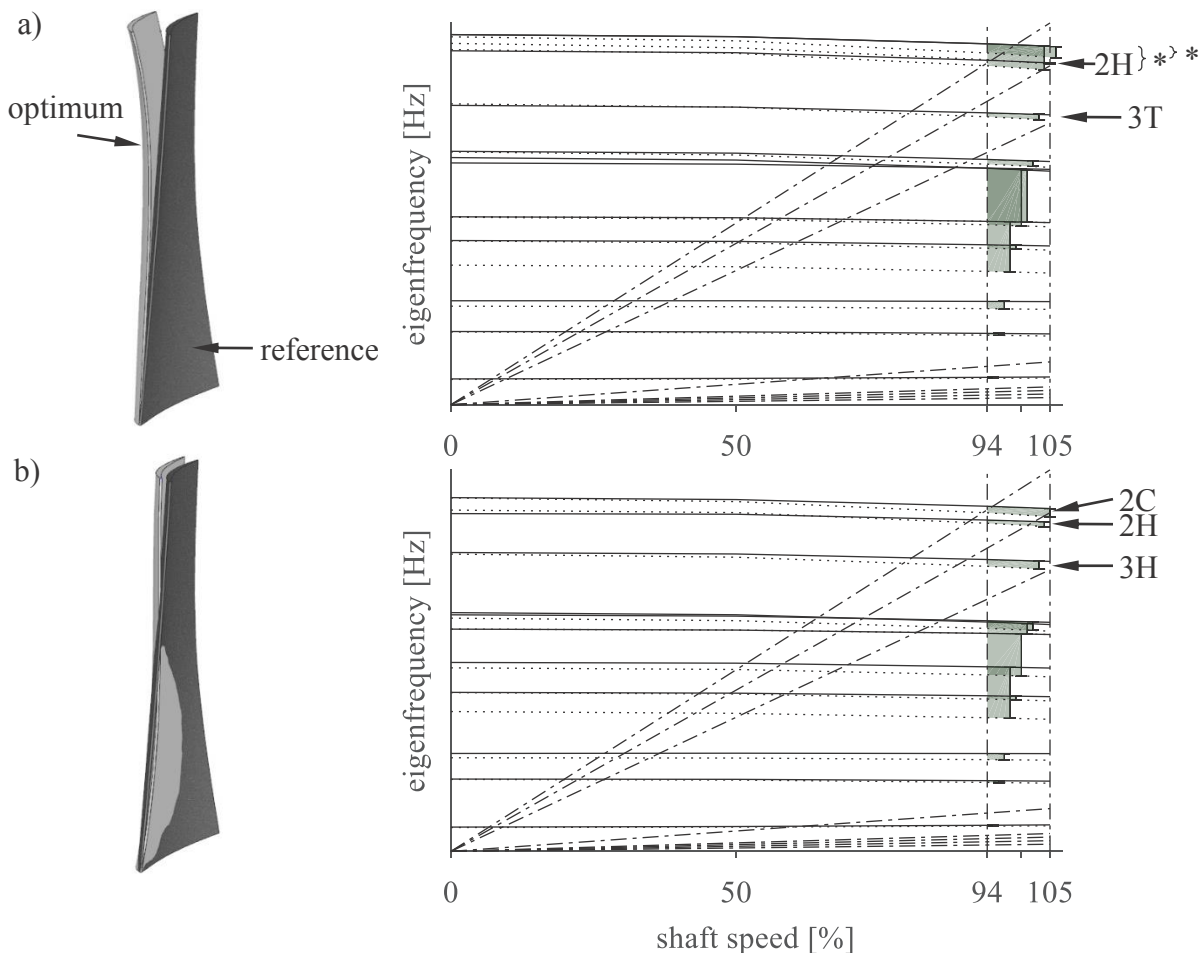 a)
optimum
reference
eigenfrequency [Hz]
2H}*}*
3T
0 50 94 105
b)
eigenfrequency [Hz]
2C
2H
3H
0 50 94 105
shaft speed [%]